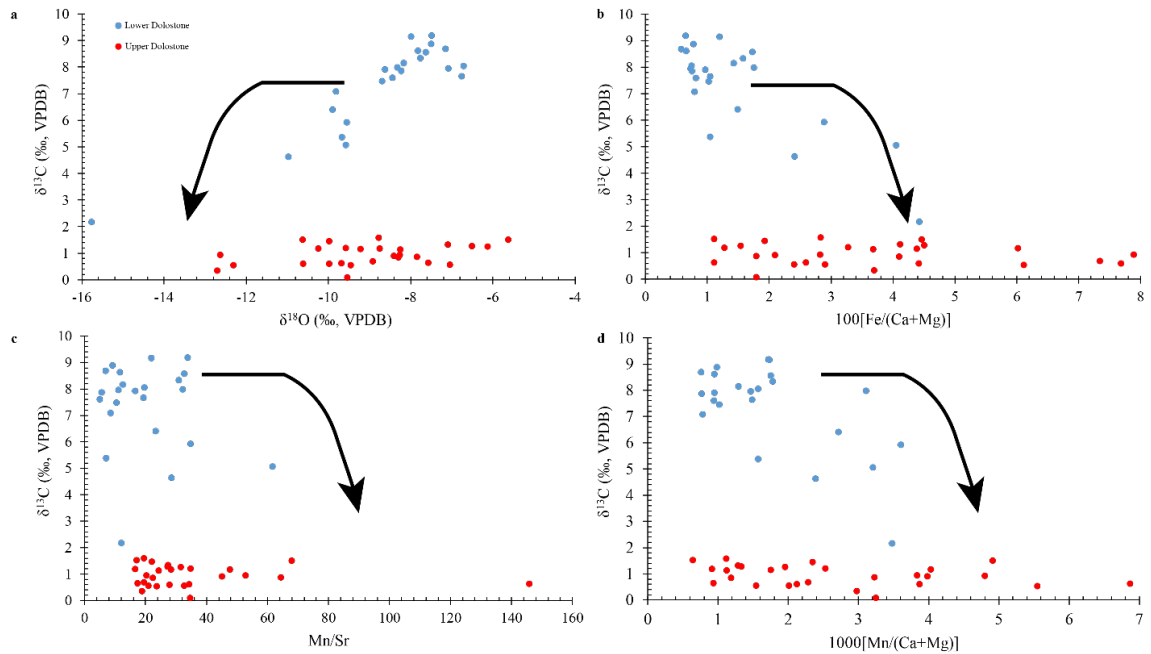 a
10
9
8
7
6
5
4
3
2
1
0
δ¹³C (‰, VPDB)
Lower Dolostone
Upper Dolostone
-16 -14 -12 -10 -8 -6 -4
δ¹⁸O (‰, VPDB)
b
10
9
8
7
6
5
4
3
2
1
0
δ¹³C (‰, VPDB)
0 1 2 3 4 5 6 7 8
100[Fe/(Ca+Mg)]
c
10
9
8
7
6
5
4
3
2
1
0
δ¹³C (‰, VPDB)
0 20 40 60 80 100 120 140 160
Mn/Sr
d
10
9
8
7
6
5
4
3
2
1
0
δ¹³C (‰, VPDB)
0 1 2 3 4 5 6 7
1000[Mn/(Ca+Mg)]